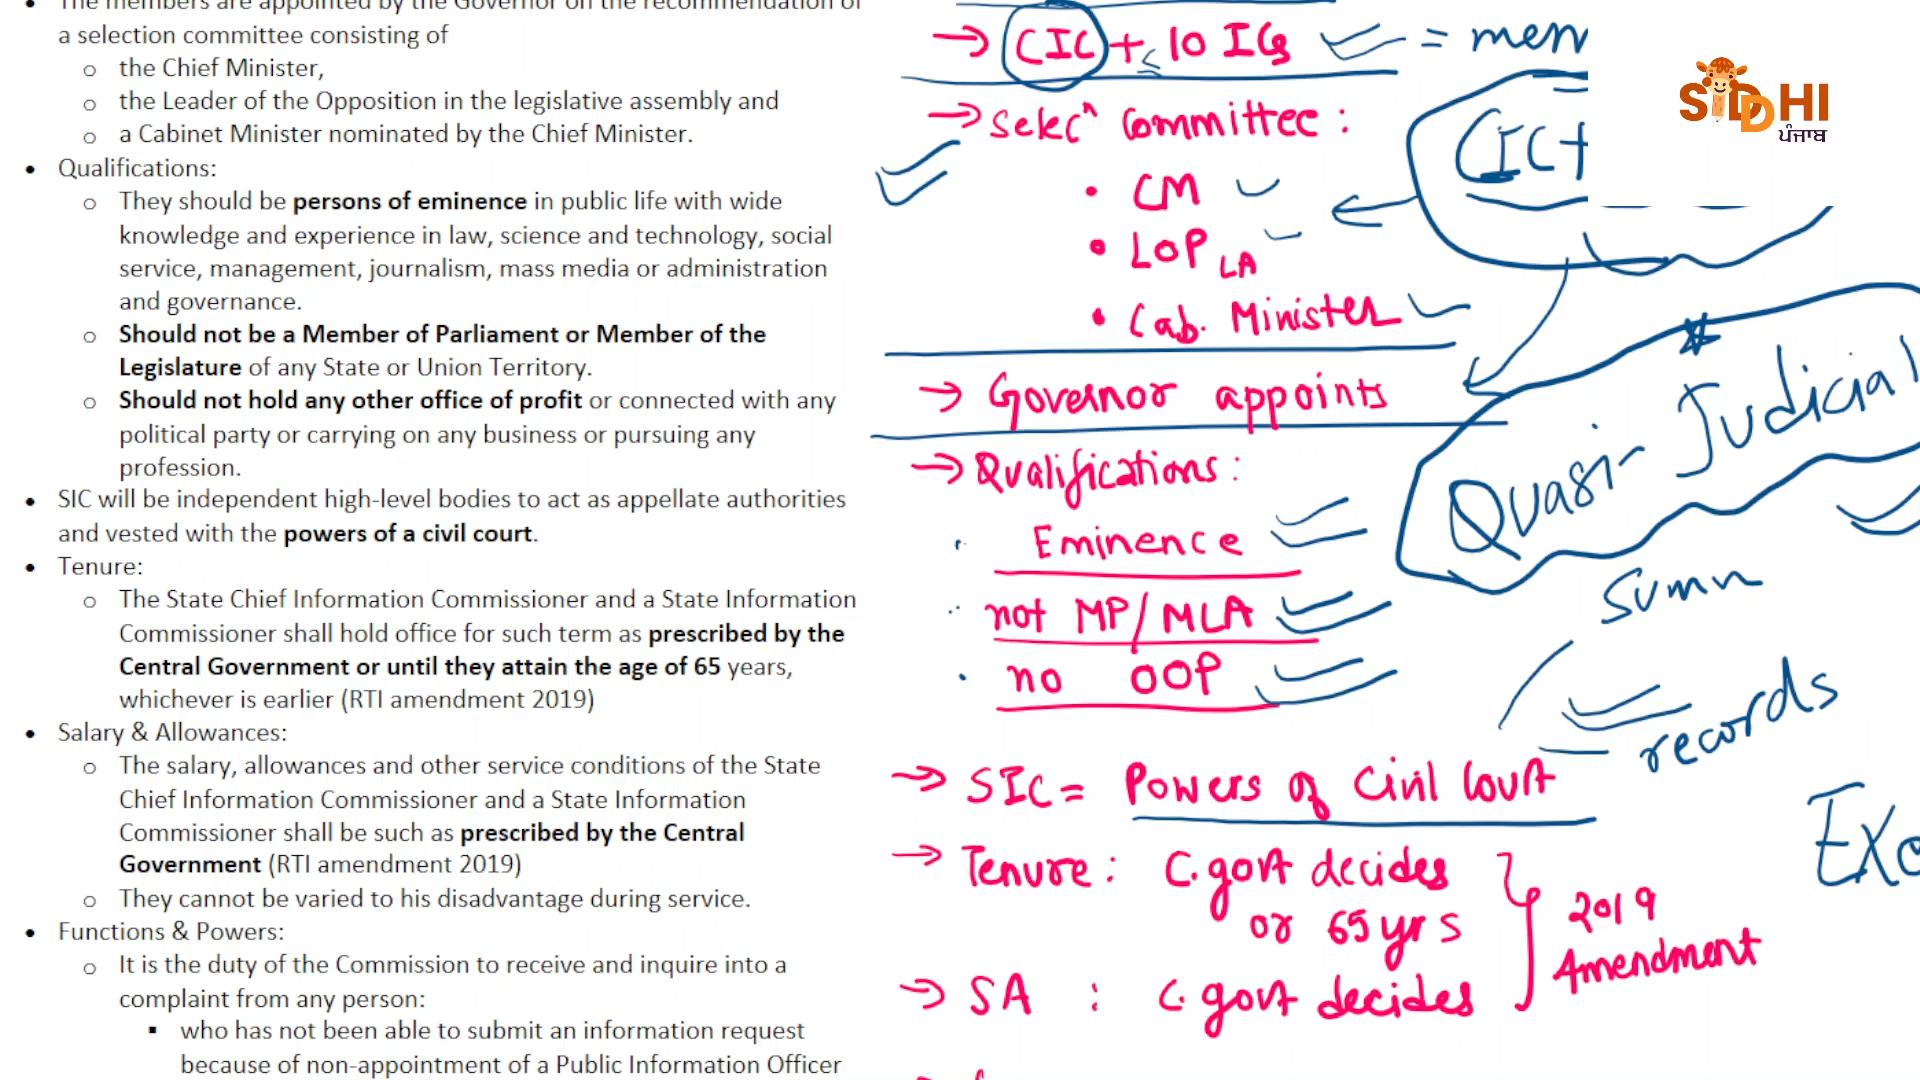 The members are appointed by the Governor on the recommendation of
a selection committee consisting of
o the Chief Minister,
o the Leader of the Opposition in the legislative assembly and
o a Cabinet Minister nominated by the Chief Minister.
• Qualifications:
o They should be persons of eminence in public life with wide
knowledge and experience in law, science and technology, social
service, management, journalism, mass media or administration
and governance.
o Should not be a Member of Parliament or Member of the
Legislature of any State or Union Territory.
o Should not hold any other office of profit or connected with any
political party or carrying on any business or pursuing any
profession.
• SIC will be independent high-level bodies to act as appellate authorities
and vested with the powers of a civil court.
• Tenure:
o The State Chief Information Commissioner and a State Information
Commissioner shall hold office for such term as prescribed by the
Central Government or until they attain the age of 65 years,
whichever is earlier (RTI amendment 2019)
• Salary & Allowances:
o The salary, allowances and other service conditions of the State
Chief Information Commissioner and a State Information
Commissioner shall be such as prescribed by the Central
Government (RTI amendment 2019)
o They cannot be varied to his disadvantage during service.
• Functions & Powers:
o It is the duty of the Commission to receive and inquire into a
complaint from any person:
▪ who has not been able to submit an information request
because of non-appointment of a Public Information Officer
→ CIC + ≤ 10 ICs = mem
→ Selecⁿ Committee :
• CM
• LOP LA
• Cab. Minister
→ Governor appoints
→ Qualifications :
Eminence
not MP/MLA
no OOP
→ SIC = Powers of Civil Court
→ Tenure : C. govt decides
or 65 yrs
→ SA : C. govt decides
2019
Amendment
CIC+
Quasi-Judicial
Summ
records
Exc
SIDDHI
ਪੰਜਾਬ